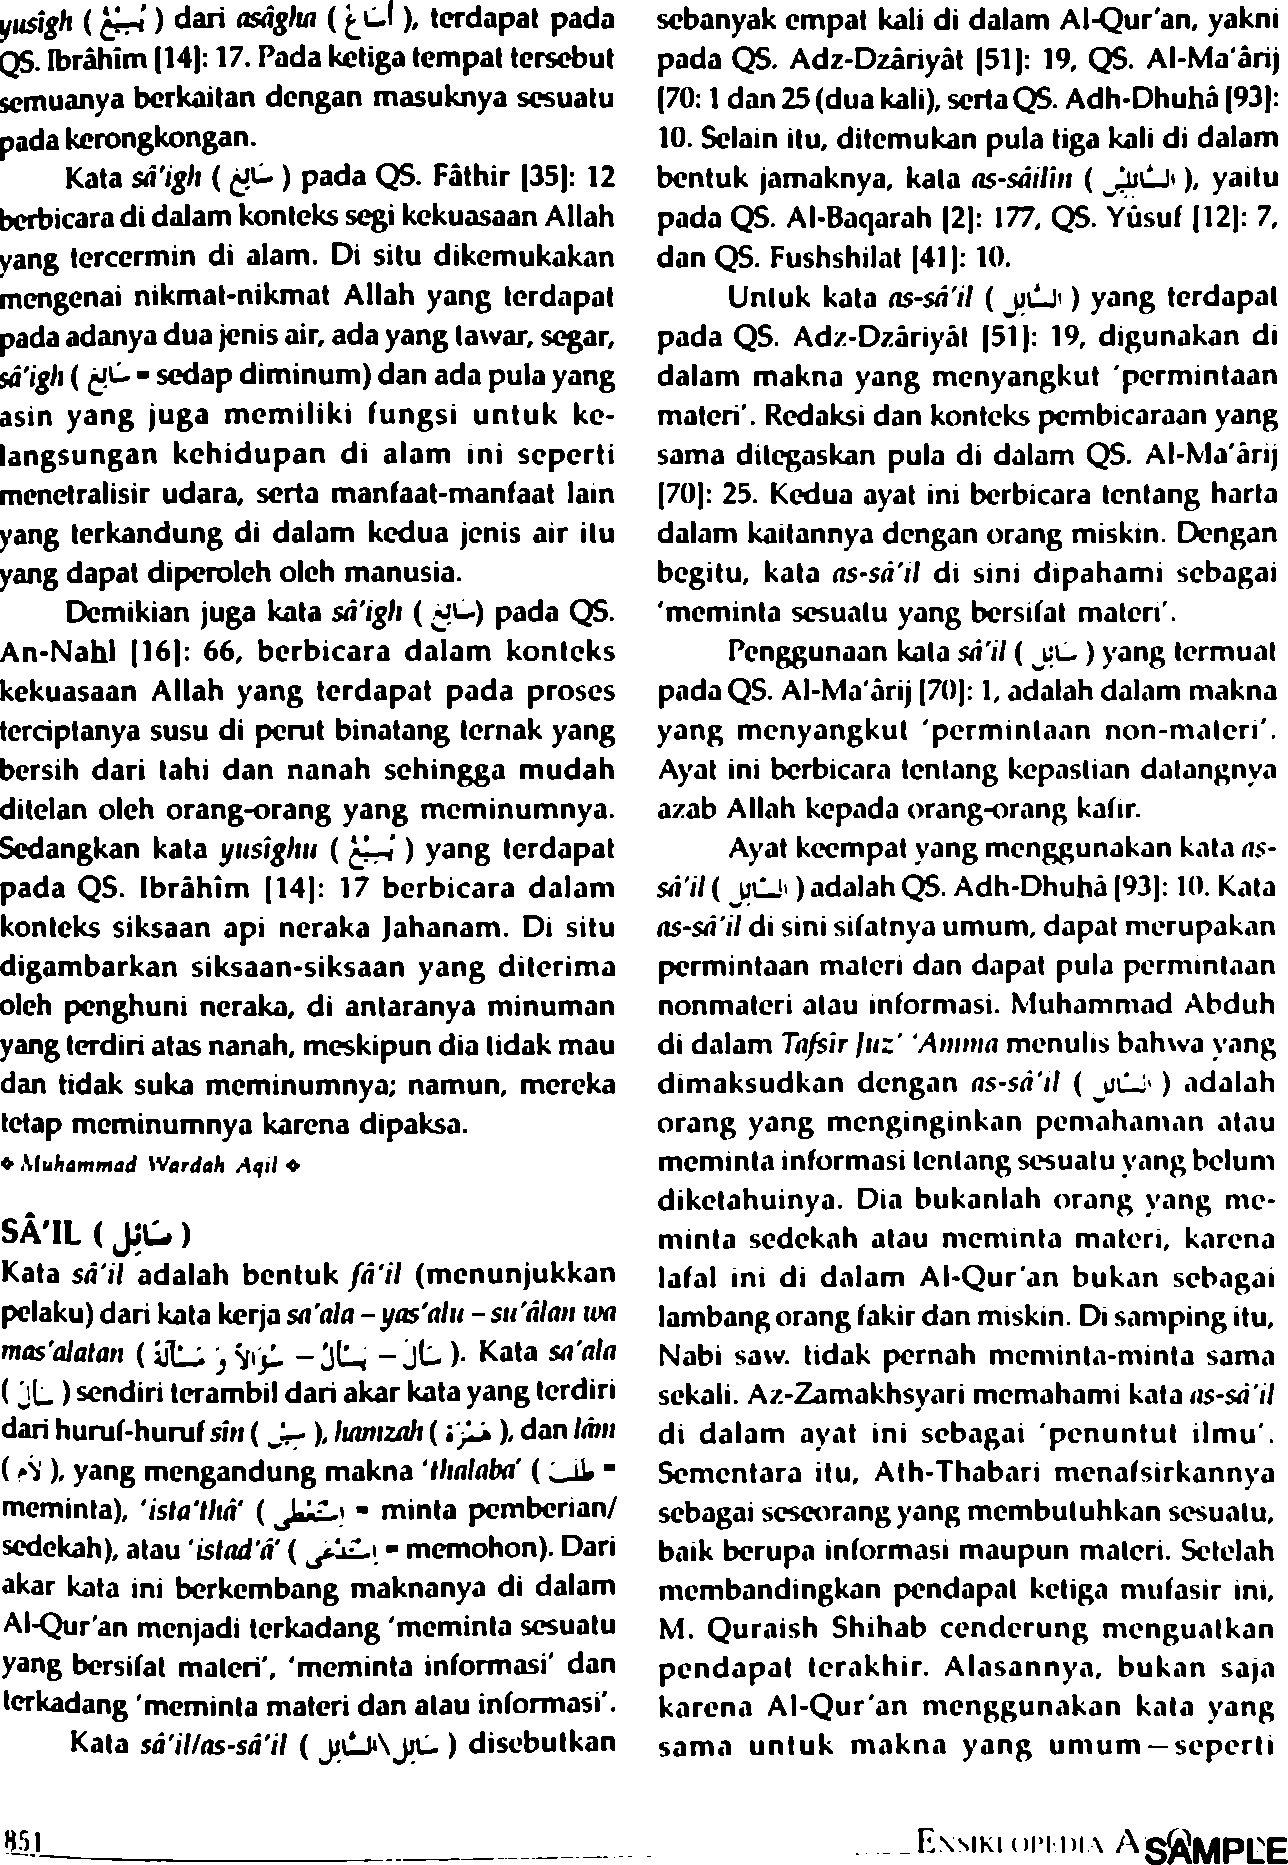 yusîgh ( يُسِيْغُ ) dari asâgha ( أَسَاغَ ), terdapat pada
QS. Ibrâhîm [14]: 17. Pada ketiga tempat tersebut
semuanya berkaitan dengan masuknya sesuatu
pada kerongkongan.
Kata sâ'igh ( سَائِغ ) pada QS. Fâthir [35]: 12
berbicara di dalam konteks segi kekuasaan Allah
yang tercermin di alam. Di situ dikemukakan
mengenai nikmat-nikmat Allah yang terdapat
pada adanya dua jenis air, ada yang tawar, segar,
sâ'igh ( سَائِغ = sedap diminum) dan ada pula yang
asin yang juga memiliki fungsi untuk ke-
langsungan kehidupan di alam ini seperti
menetralisir udara, serta manfaat-manfaat lain
yang terkandung di dalam kedua jenis air itu
yang dapat diperoleh oleh manusia.
Demikian juga kata sâ'igh ( سَائِغ) pada QS.
An-Nahl [16]: 66, berbicara dalam konteks
kekuasaan Allah yang terdapat pada proses
terciptanya susu di perut binatang ternak yang
bersih dari tahi dan nanah sehingga mudah
ditelan oleh orang-orang yang meminumnya.
Sedangkan kata yusîghu ( يُسِيْغُ ) yang terdapat
pada QS. Ibrâhîm [14]: 17 berbicara dalam
konteks siksaan api neraka Jahanam. Di situ
digambarkan siksaan-siksaan yang diterima
oleh penghuni neraka, di antaranya minuman
yang terdiri atas nanah, meskipun dia tidak mau
dan tidak suka meminumnya; namun, mereka
tetap meminumnya karena dipaksa.
❖ Muhammad Wardah Aqil ❖
SÂ'IL ( سَائِل )
Kata sâ'il adalah bentuk fâ'il (menunjukkan
pelaku) dari kata kerja sa'ala – yas'alu – su'âlan wa
mas'alatan ( سَأَلَ – يَسْأَلُ – سُؤَالاً وَ مَسْأَلَةً ). Kata sa'ala
( سَأَلَ ) sendiri terambil dari akar kata yang terdiri
dari huruf-huruf sîn ( سِيْن ), hamzah ( هَمْزَة ), dan lâm
( لاَم ), yang mengandung makna 'thalaba' ( طَلَبَ =
meminta), 'ista'thâ' ( اِسْتَعْطَى = minta pemberian/
sedekah), atau 'istad'â' ( اِسْتَدْعَى = memohon). Dari
akar kata ini berkembang maknanya di dalam
Al-Qur'an menjadi terkadang 'meminta sesuatu
yang bersifat materi', 'meminta informasi' dan
terkadang 'meminta materi dan atau informasi'.
Kata sâ'il/as-sâ'il ( سَائِل\السَّائِل ) disebutkan
sebanyak empat kali di dalam Al-Qur'an, yakni
pada QS. Adz-Dzâriyât [51]: 19, QS. Al-Ma'ârij
[70: 1 dan 25 (dua kali), serta QS. Adh-Dhuhâ [93]:
10. Selain itu, ditemukan pula tiga kali di dalam
bentuk jamaknya, kata as-sâilîn ( السَّائِلِيْن ), yaitu
pada QS. Al-Baqarah [2]: 177, QS. Yûsuf [12]: 7,
dan QS. Fushshilat [41]: 10.
Untuk kata as-sâ'il ( السَّائِل ) yang terdapat
pada QS. Adz-Dzâriyât [51]: 19, digunakan di
dalam makna yang menyangkut 'permintaan
materi'. Redaksi dan konteks pembicaraan yang
sama ditegaskan pula di dalam QS. Al-Ma'ârij
[70]: 25. Kedua ayat ini berbicara tentang harta
dalam kaitannya dengan orang miskin. Dengan
begitu, kata as-sâ'il di sini dipahami sebagai
'meminta sesuatu yang bersifat materi'.
Penggunaan kata sâ'il ( سَائِل ) yang termuat
pada QS. Al-Ma'ârij [70]: 1, adalah dalam makna
yang menyangkut 'permintaan non-materi'.
Ayat ini berbicara tentang kepastian datangnya
azab Allah kepada orang-orang kafir.
Ayat keempat yang menggunakan kata as-
sâ'il ( السَّائِل ) adalah QS. Adh-Dhuhâ [93]: 10. Kata
as-sâ'il di sini sifatnya umum, dapat merupakan
permintaan materi dan dapat pula permintaan
nonmateri atau informasi. Muhammad Abduh
di dalam Tafsîr Juz' 'Amma menulis bahwa yang
dimaksudkan dengan as-sâ'il ( السَّائِل ) adalah
orang yang menginginkan pemahaman atau
meminta informasi tentang sesuatu yang belum
diketahuinya. Dia bukanlah orang yang me-
minta sedekah atau meminta materi, karena
lafal ini di dalam Al-Qur'an bukan sebagai
lambang orang fakir dan miskin. Di samping itu,
Nabi saw. tidak pernah meminta-minta sama
sekali. Az-Zamakhsyari memahami kata as-sâ'il
di dalam ayat ini sebagai 'penuntut ilmu'.
Sementara itu, Ath-Thabari menafsirkannya
sebagai seseorang yang membutuhkan sesuatu,
baik berupa informasi maupun materi. Setelah
membandingkan pendapat ketiga mufasir ini,
M. Quraish Shihab cenderung menguatkan
pendapat terakhir. Alasannya, bukan saja
karena Al-Qur'an menggunakan kata yang
sama untuk makna yang umum—seperti
851
ENSIKLOPEDIA A
SAMPLE